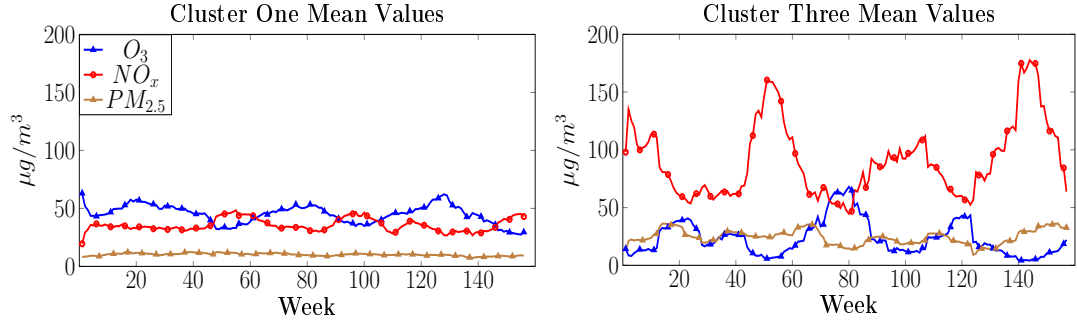 Cluster One Mean Values
μg/m³
200
150
100
50
0
O₃
NOₓ
PM₂.₅
20 40 60 80 100 120 140
Week
Cluster Three Mean Values
μg/m³
200
150
100
50
0
20 40 60 80 100 120 140
Week